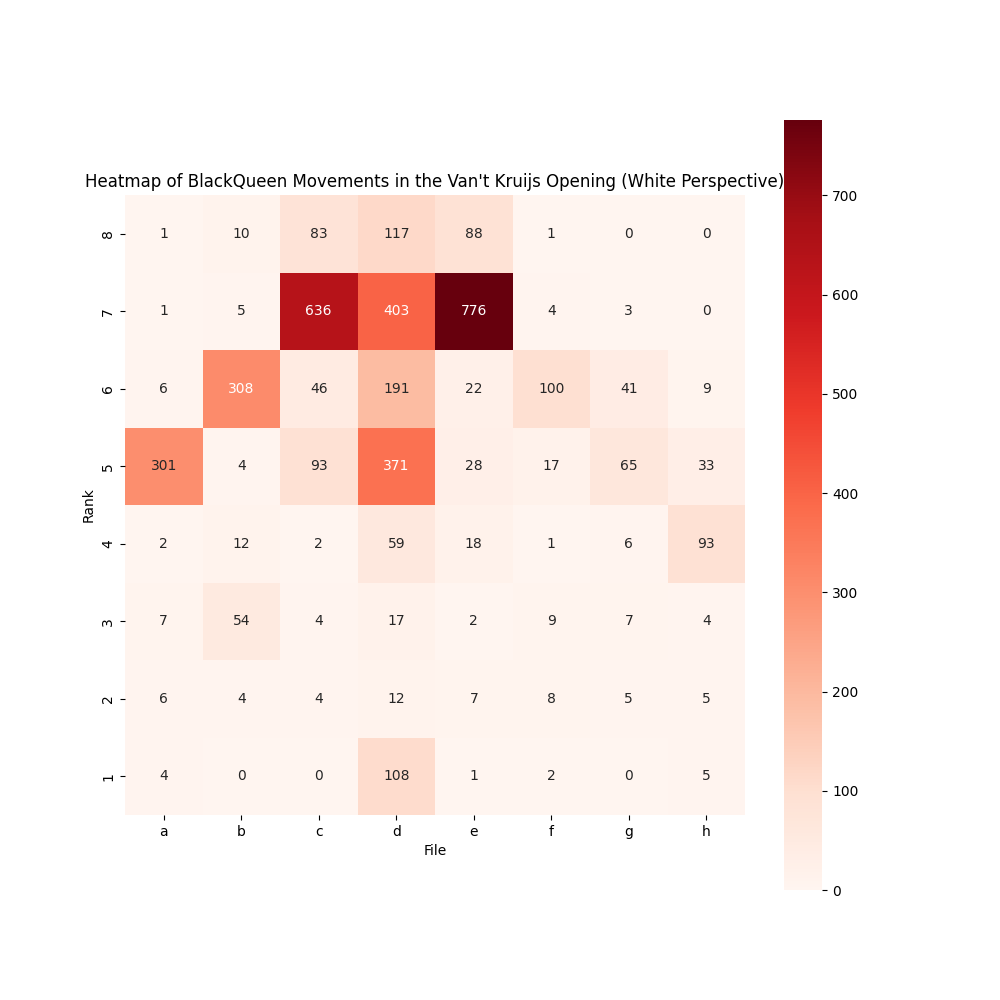 Heatmap of BlackQueen Movements in the Van't Kruijs Opening (White Perspective)
8 1 10 83 117 88 1 0 0
7 1 5 636 403 776 4 3 0
6 6 308 46 191 22 100 41 9
5 301 4 93 371 28 17 65 33
4 2 12 2 59 18 1 6 93
3 7 54 4 17 2 9 7 4
2 6 4 4 12 7 8 5 5
1 4 0 0 108 1 2 0 5
Rank
a b c d e f g h
File
700
600
500
400
300
200
100
0